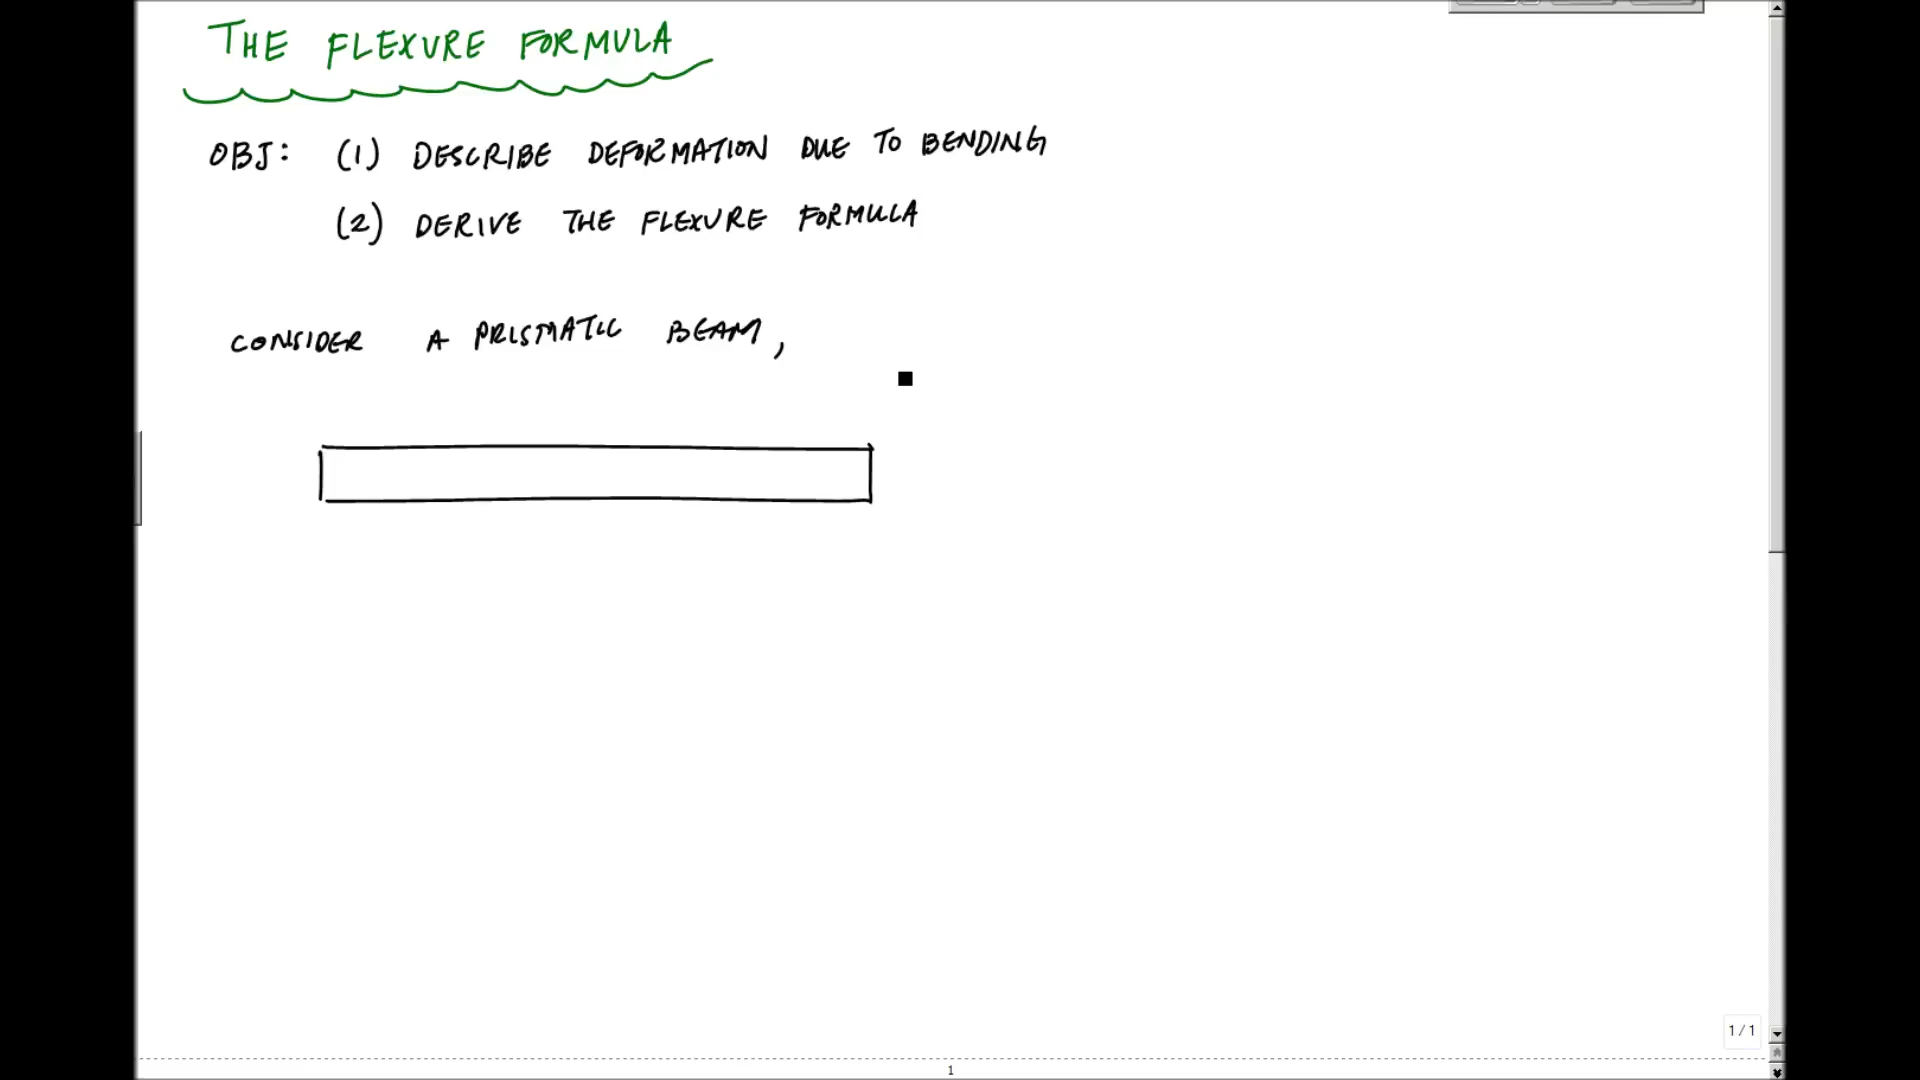 THE FLEXURE FORMULA
OBJ: (1) DESCRIBE DEFORMATION DUE TO BENDING
(2) DERIVE THE FLEXURE FORMULA
CONSIDER A PRISMATIC BEAM,
1 / 1
1